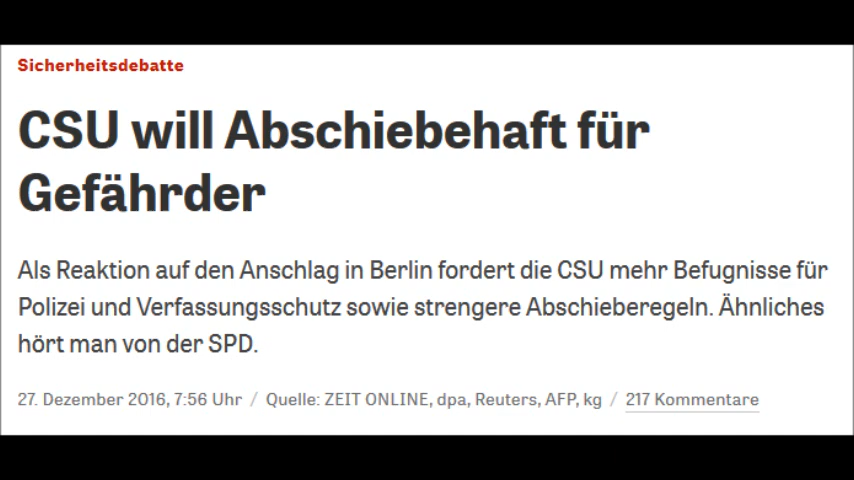 Sicherheitsdebatte
CSU will Abschiebehaft für
Gefährder
Als Reaktion auf den Anschlag in Berlin fordert die CSU mehr Befugnisse für
Polizei und Verfassungsschutz sowie strengere Abschieberegeln. Ähnliches
hört man von der SPD.
27. Dezember 2016, 7:56 Uhr / Quelle: ZEIT ONLINE, dpa, Reuters, AFP, kg / 217 Kommentare